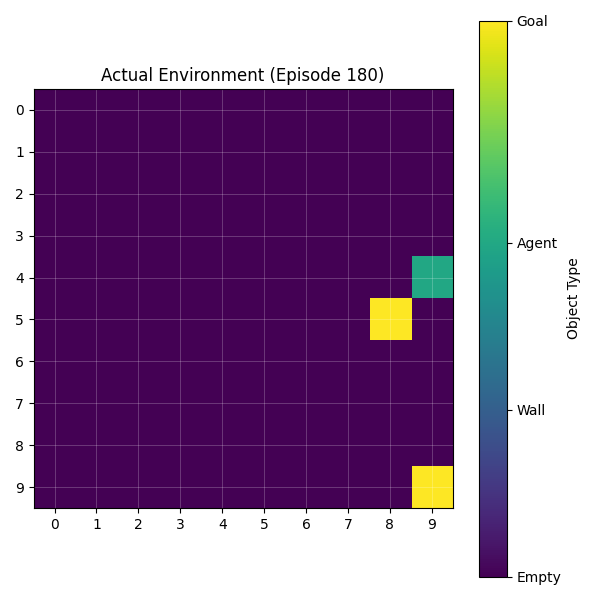 Actual Environment (Episode 180)
0
1
2
3
4
5
6
7
8
9
0 1 2 3 4 5 6 7 8 9
Goal
Agent
Wall
Empty
Object Type